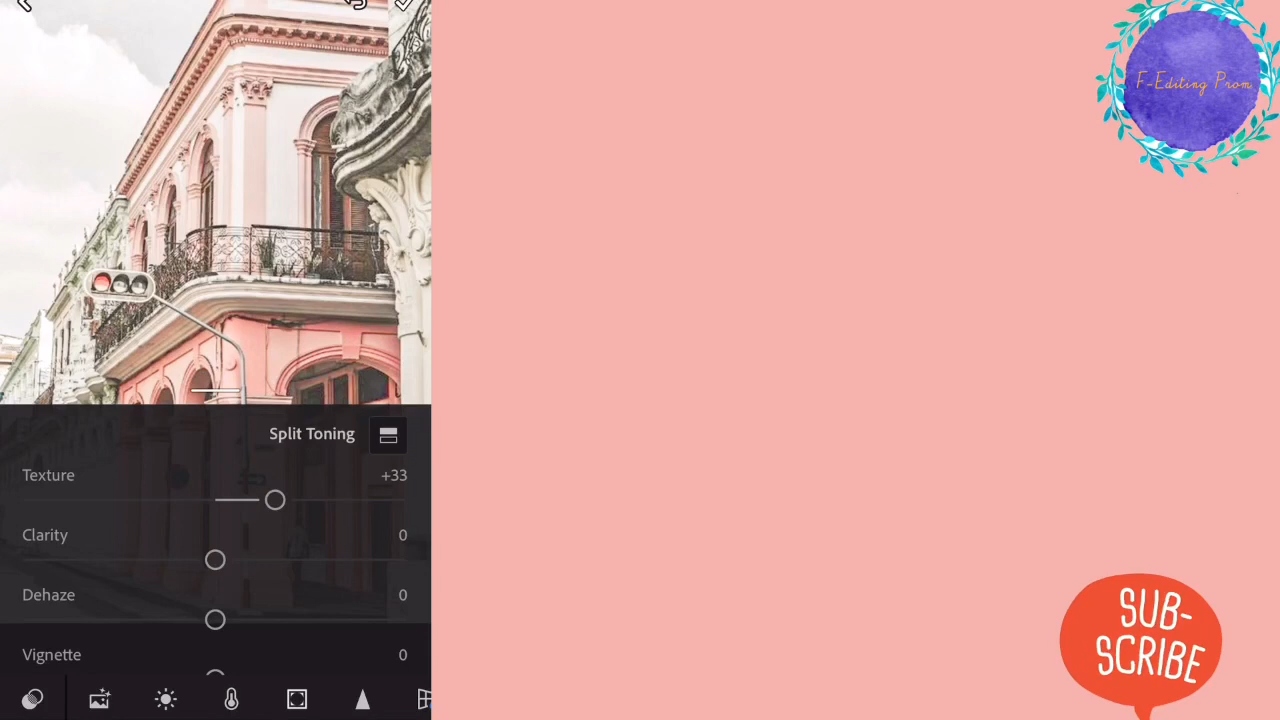 F-Editing Prom
Split Toning
Texture +33
Clarity 0
Dehaze 0
Vignette 0
SUB-
SCRIBE